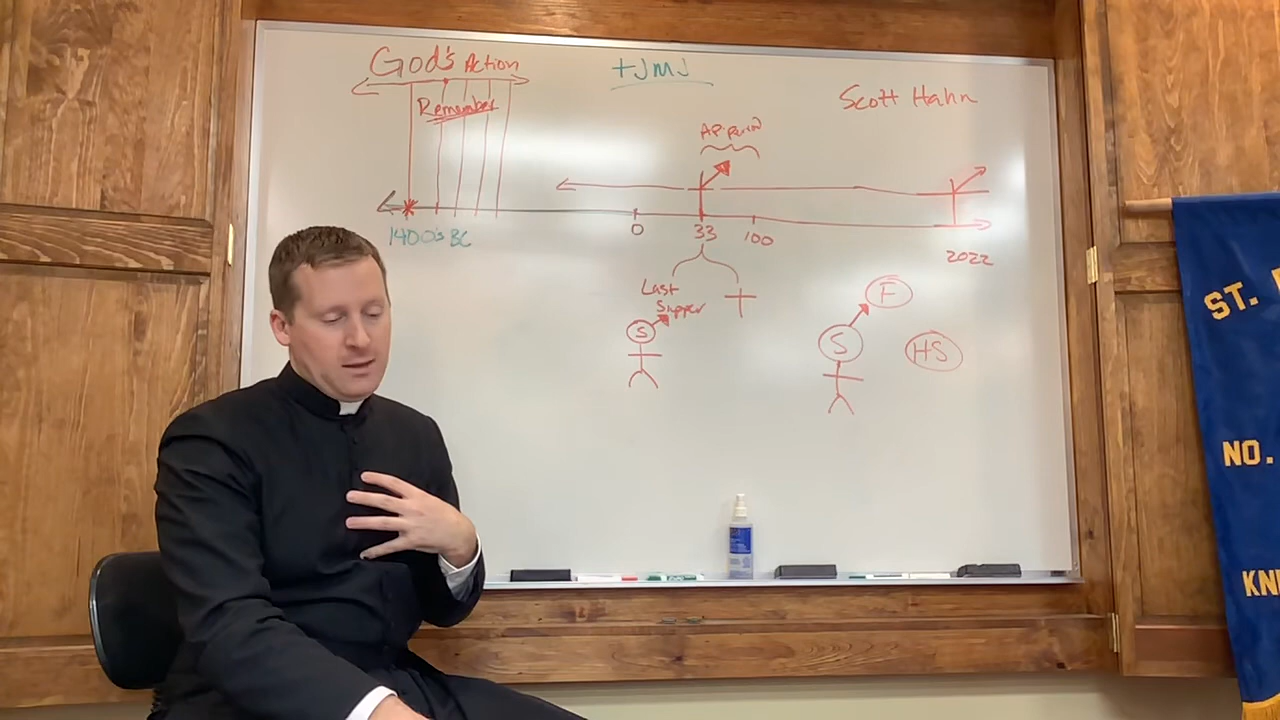 God's Action
Remember
1400's BC
+JMJ
Scott Hahn
AP. period
0
33
100
2022
Last
Supper
S
S
F
HS
ST.
NO.
KN